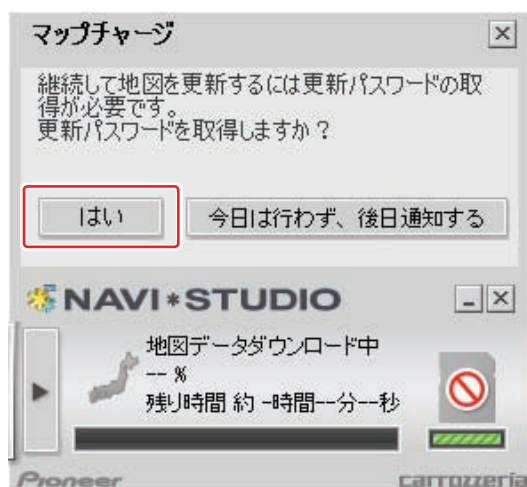 マップチャージ
継続して地図を更新するには更新パスワードの取
得が必要です。
更新パスワードを取得しますか？
はい
今日は行わず、後日通知する
NAVI*STUDIO
地図データダウンロード中
-- %
残り時間 約 -時間--分--秒
Pioneer
carrozzeria